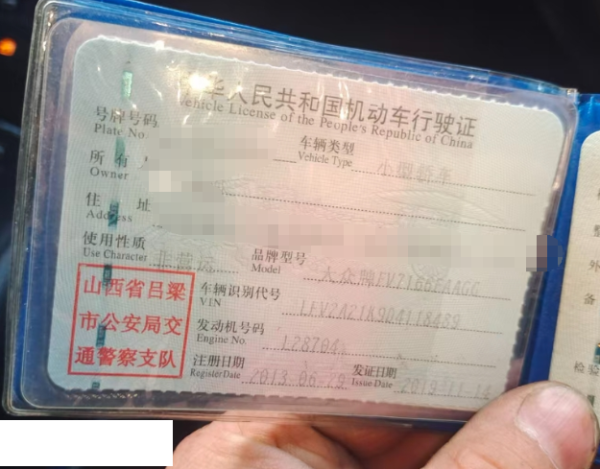 中华人民共和国机动车行驶证
Vehicle License of the People's Republic of China
号牌号码
Plate No.
车辆类型 小型轿车
Vehicle Type
所有人
Owner
住址
Address
使用性质 非营运
Use Character
品牌型号
Model
大众牌FV7166FAAGG
山西省吕梁
市公安局交
通警察支队
车辆识别代号
VIN
发动机号码
Engine No.
注册日期 2013-06-29
Register Date
发证日期 2019-11-14
Issue Date